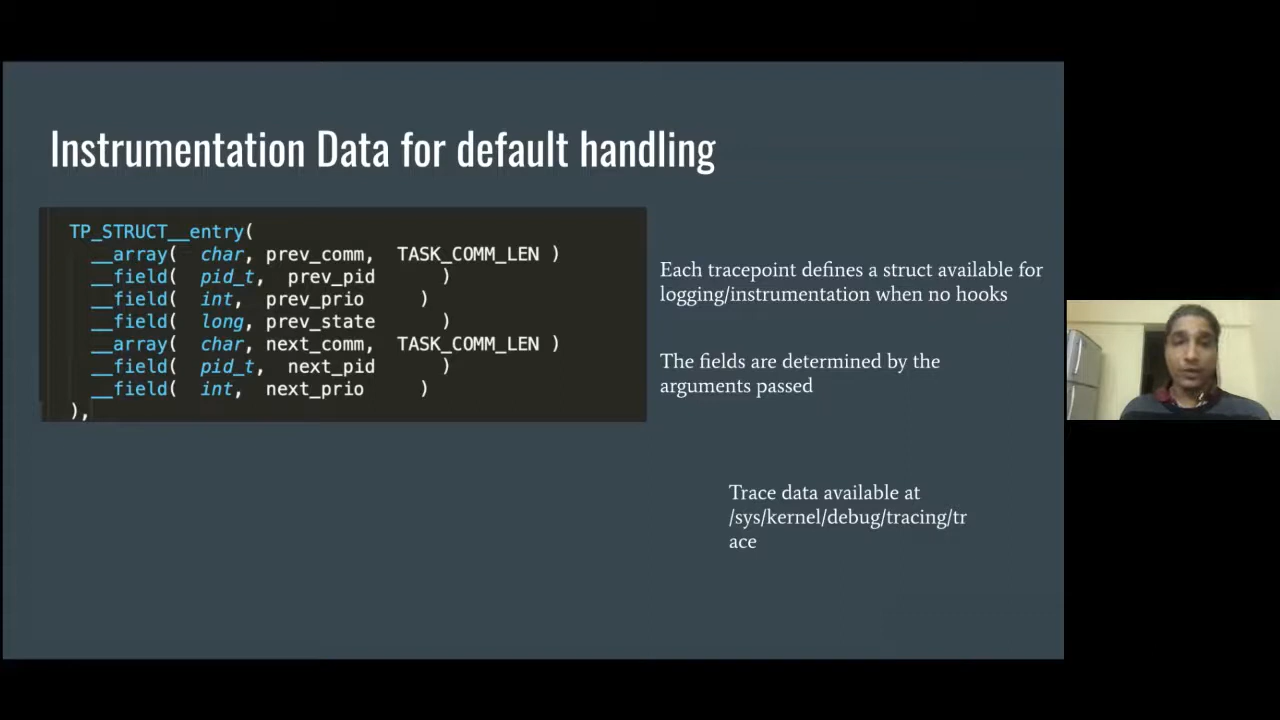 Instrumentation Data for default handling
TP_STRUCT__entry(
__array( char, prev_comm, TASK_COMM_LEN )
__field( pid_t, prev_pid )
__field( int, prev_prio )
__field( long, prev_state )
__array( char, next_comm, TASK_COMM_LEN )
__field( pid_t, next_pid )
__field( int, next_prio )
),
Each tracepoint defines a struct available for
logging/instrumentation when no hooks
The fields are determined by the
arguments passed
Trace data available at
/sys/kernel/debug/tracing/tr
ace